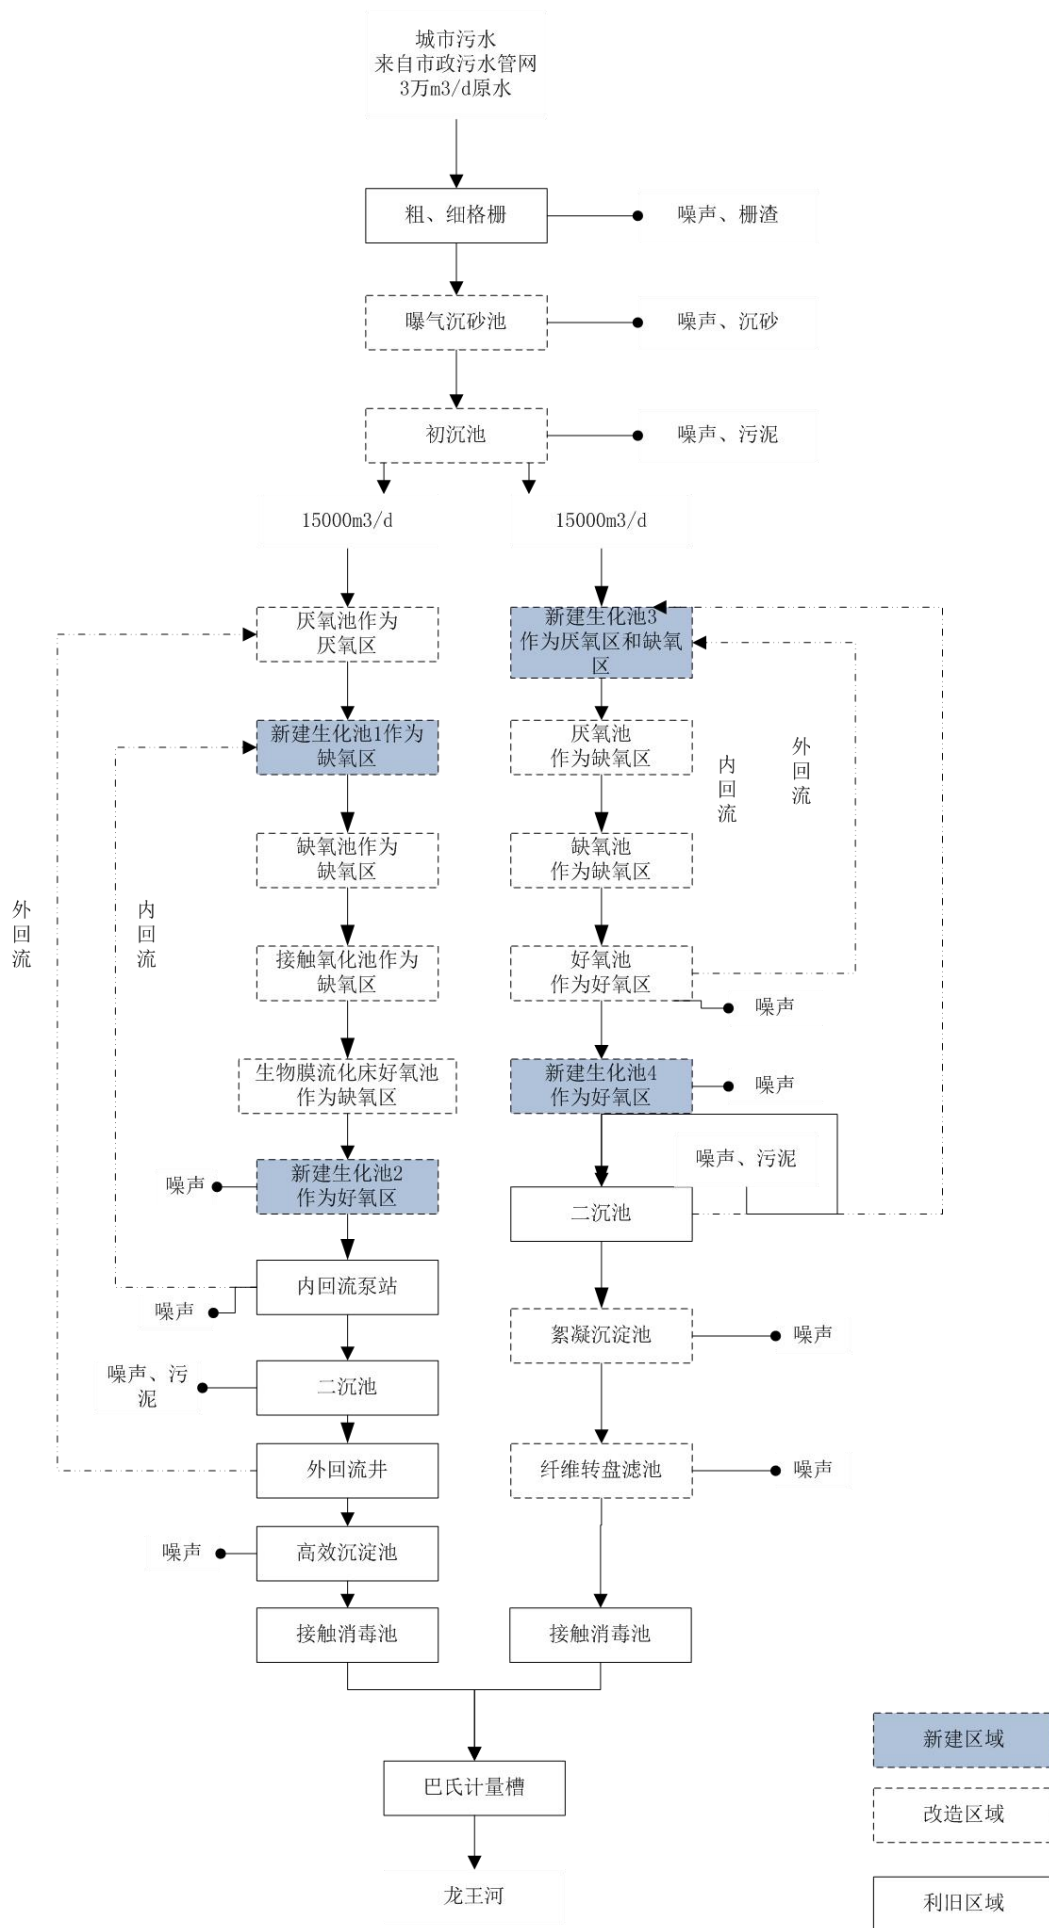 城市污水
来自市政污水管网
3万m3/d原水
粗、细格栅
噪声、栅渣
曝气沉砂池
噪声、沉砂
初沉池
噪声、污泥
15000m3/d
15000m3/d
厌氧池作为
厌氧区
新建生化池1作为
缺氧区
缺氧池作为
缺氧区
接触氧化池作为
缺氧区
生物膜流化床好氧池
作为缺氧区
噪声
新建生化池2
作为好氧区
内回流泵站
噪声
噪声、污
泥
二沉池
外回流井
噪声
高效沉淀池
接触消毒池
外
回
流
内
回
流
新建生化池3
作为厌氧区和缺氧
区
厌氧池
作为缺氧区
缺氧池
作为缺氧区
好氧池
作为好氧区
噪声
新建生化池4
作为好氧区
噪声
噪声、污泥
二沉池
絮凝沉淀池
噪声
纤维转盘滤池
噪声
接触消毒池
内
回
流
外
回
流
巴氏计量槽
龙王河
新建区域
改造区域
利旧区域